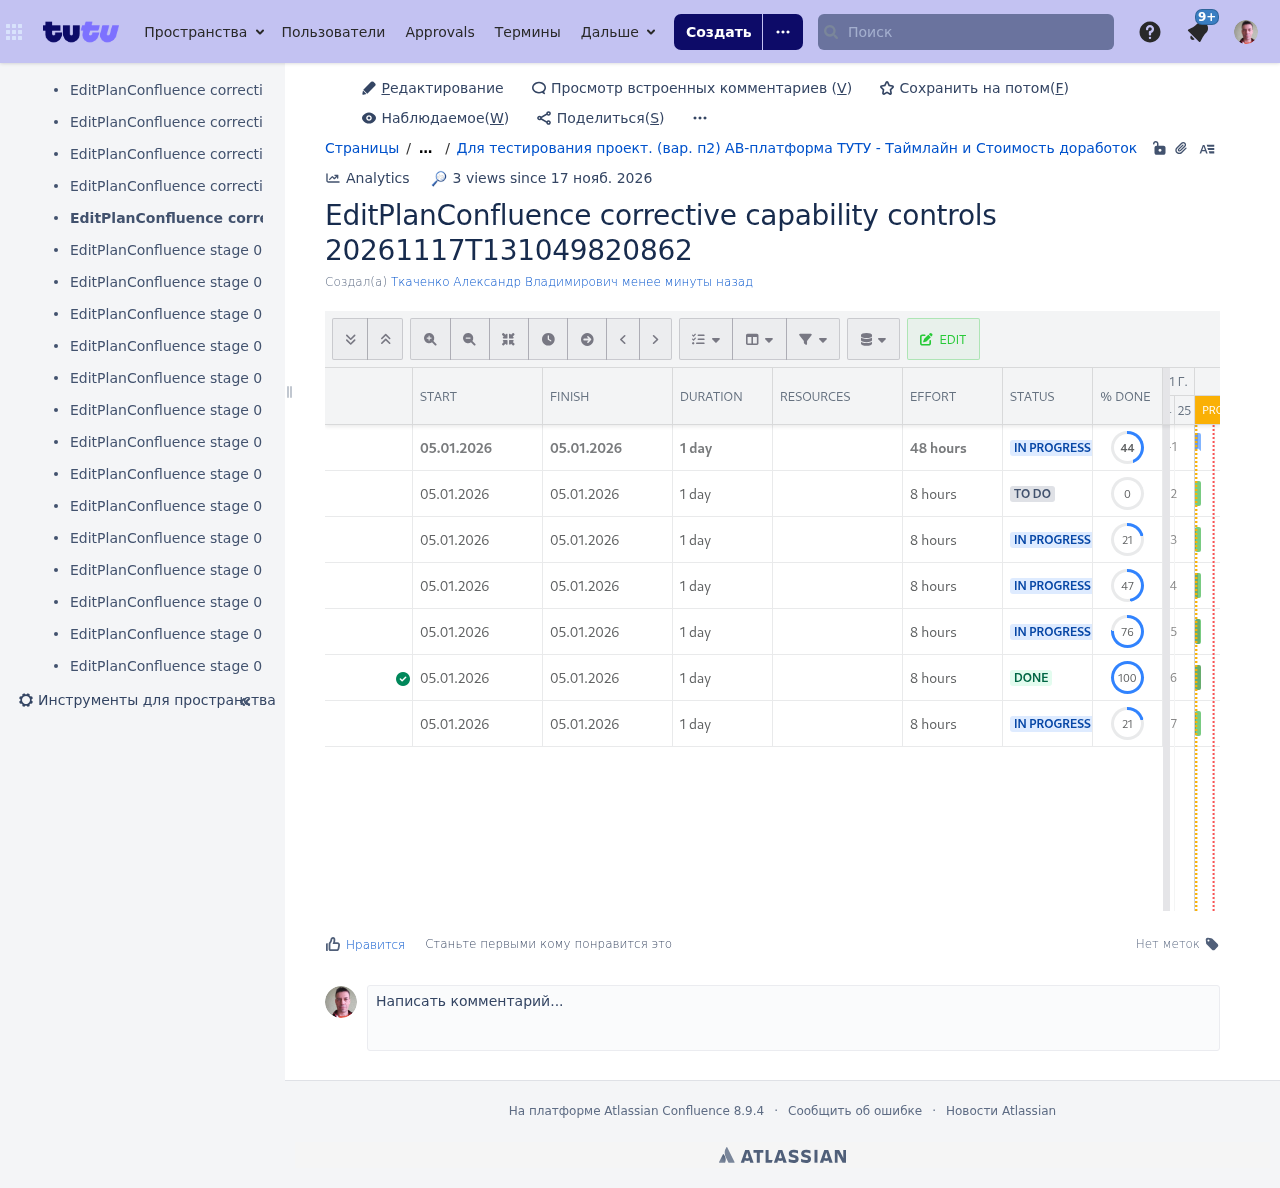 tutu Пространства Пользователи Approvals Термины Дальше Создать Поиск 9+
EditPlanConfluence correcti
EditPlanConfluence correcti
EditPlanConfluence correcti
EditPlanConfluence correcti
EditPlanConfluence corre
EditPlanConfluence stage 0
EditPlanConfluence stage 0
EditPlanConfluence stage 0
EditPlanConfluence stage 0
EditPlanConfluence stage 0
EditPlanConfluence stage 0
EditPlanConfluence stage 0
EditPlanConfluence stage 0
EditPlanConfluence stage 0
EditPlanConfluence stage 0
EditPlanConfluence stage 0
EditPlanConfluence stage 0
EditPlanConfluence stage 0
EditPlanConfluence stage 0
Инструменты для пространства
Редактирование Просмотр встроенных комментариев (V) Сохранить на потом(F)
Наблюдаемое(W) Поделиться(S)
Страницы / ... / Для тестирования проект. (вар. п2) АВ-платформа ТУТУ - Таймлайн и Стоимость доработок
Analytics 3 views since 17 нояб. 2026
EditPlanConfluence corrective capability controls
20261117T131049820862
Создал(а) Ткаченко Александр Владимирович менее минуты назад
EDIT
1 Г.
START FINISH DURATION RESOURCES EFFORT STATUS % DONE
25 PRO
05.01.2026 05.01.2026 1 day 48 hours IN PROGRESS 44 1
05.01.2026 05.01.2026 1 day 8 hours TO DO 0 2
05.01.2026 05.01.2026 1 day 8 hours IN PROGRESS 21 3
05.01.2026 05.01.2026 1 day 8 hours IN PROGRESS 47 4
05.01.2026 05.01.2026 1 day 8 hours IN PROGRESS 76 5
05.01.2026 05.01.2026 1 day 8 hours DONE 100 6
05.01.2026 05.01.2026 1 day 8 hours IN PROGRESS 21 7
Нравится Станьте первыми кому понравится это Нет меток
Написать комментарий...
На платформе Atlassian Confluence 8.9.4 · Сообщить об ошибке · Новости Atlassian
ATLASSIAN